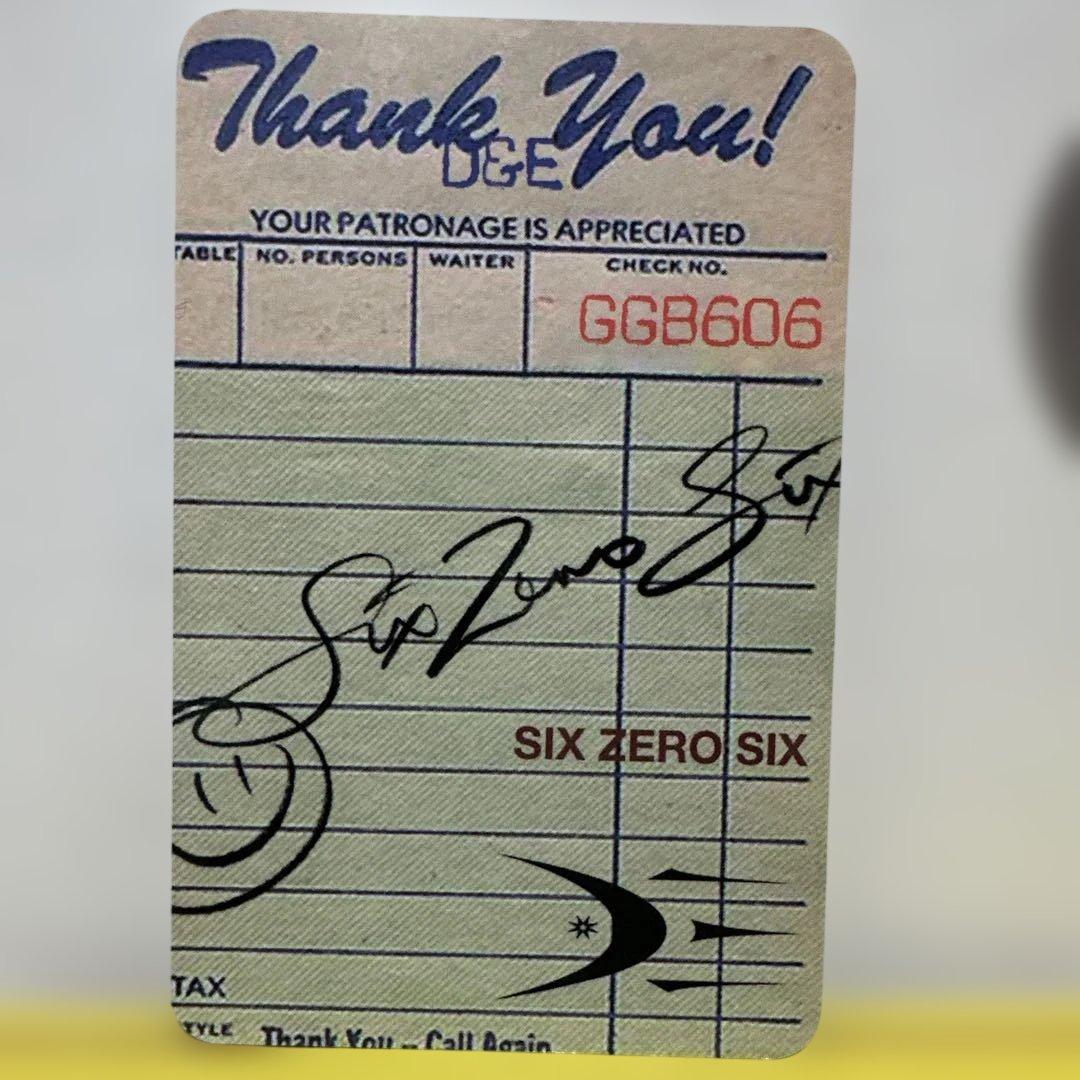 Thank You!
D&E
YOUR PATRONAGE IS APPRECIATED
TABLE NO. PERSONS WAITER CHECK NO.
GGB606
Six Zero Six
SIX ZERO SIX
TAX
TYLE Thank You -- Call Again